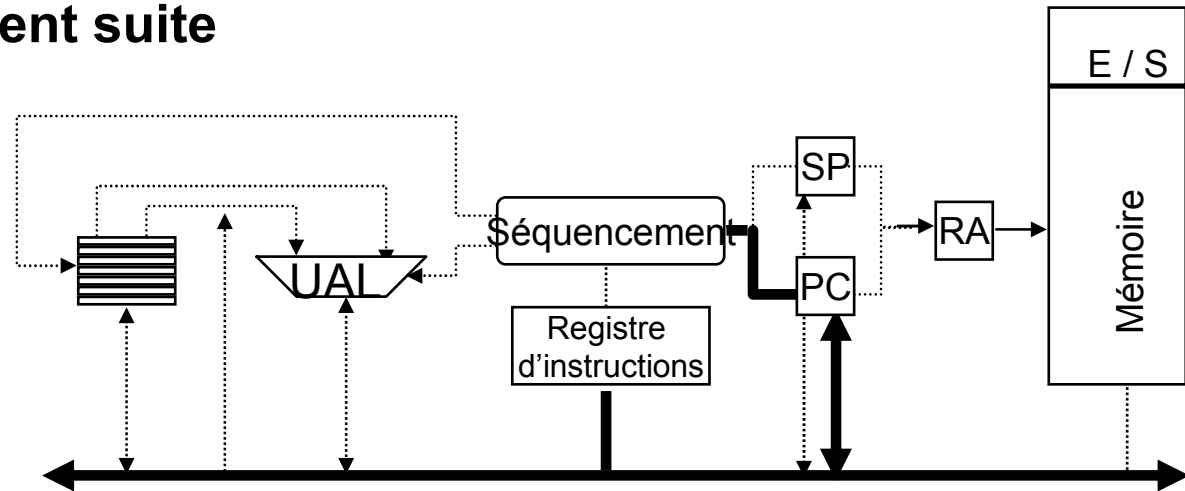 ent suite
E / S
SP
Séquencement
RA
UAL
PC
Mémoire
Registre
d'instructions